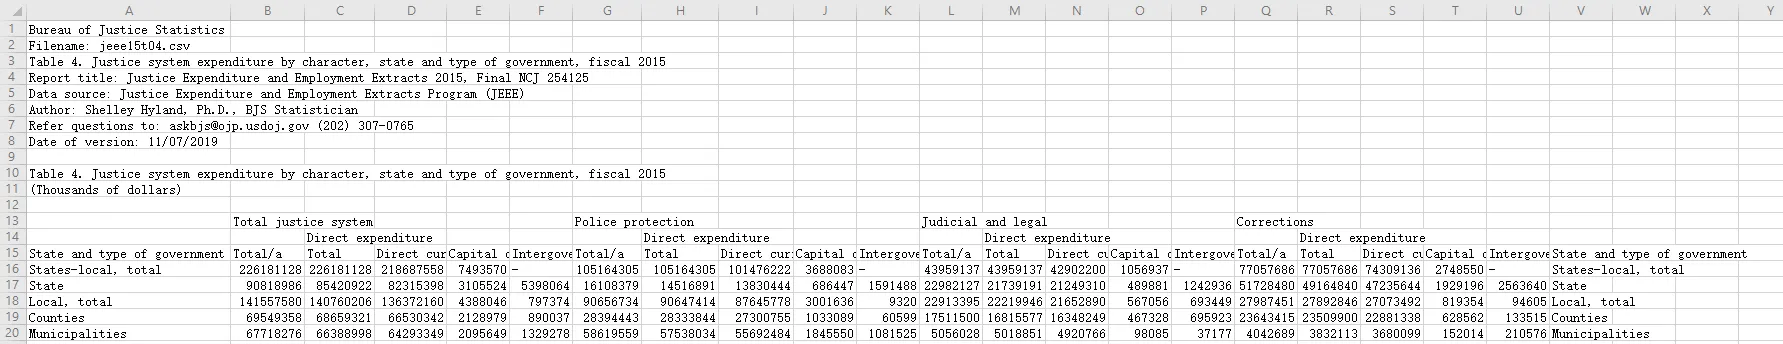 A B C D E F G H I J K L M N O P Q R S T U V W X Y
1 Bureau of Justice Statistics
2 Filename: jeee15t04.csv
3 Table 4. Justice system expenditure by character, state and type of government, fiscal 2015
4 Report title: Justice Expenditure and Employment Extracts 2015, Final NCJ 254125
5 Data source: Justice Expenditure and Employment Extracts Program (JEEE)
6 Author: Shelley Hyland, Ph.D., BJS Statistician
7 Refer questions to: askbjs@ojp.usdoj.gov (202) 307-0765
8 Date of version: 11/07/2019
9
10 Table 4. Justice system expenditure by character, state and type of government, fiscal 2015
11 (Thousands of dollars)
12
13 Total justice system Police protection Judicial and legal Corrections
14 Direct expenditure Direct expenditure Direct expenditure Direct expenditure
15 State and type of government Total/a Total Direct cur Capital c Intergove Total/a Total Direct cur Capital c Intergove Total/a Total Direct cu Capital o Intergove Total/a Total Direct cu Capital c Intergove State and type of government
16 States-local, total 226181128 226181128 218687558 7493570 - 105164305 105164305 101476222 3688083 - 43959137 43959137 42902200 1056937 - 77057686 77057686 74309136 2748550 - States-local, total
17 State 90818986 85420922 82315398 3105524 5398064 16108379 14516891 13830444 686447 1591488 22982127 21739191 21249310 489881 1242936 51728480 49164840 47235644 1929196 2563640 State
18 Local, total 141557580 140760206 136372160 4388046 797374 90656734 90647414 87645778 3001636 9320 22913395 22219946 21652890 567056 693449 27987451 27892846 27073492 819354 94605 Local, total
19 Counties 69549358 68659321 66530342 2128979 890037 28394443 28333844 27300755 1033089 60599 17511500 16815577 16348249 467328 695923 23643415 23509900 22881338 628562 133515 Counties
20 Municipalities 67718276 66388998 64293349 2095649 1329278 58619559 57538034 55692484 1845550 1081525 5056028 5018851 4920766 98085 37177 4042689 3832113 3680099 152014 210576 Municipalities